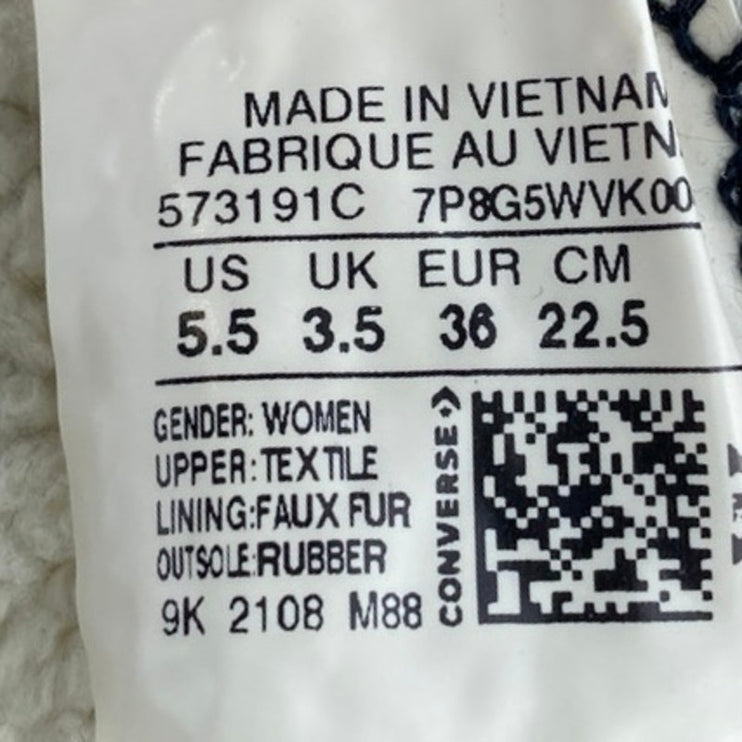 MADE IN VIETNAM
FABRIQUE AU VIETN
573191C 7P8G5WVK00
US UK EUR CM
5.5 3.5 36 22.5
GENDER: WOMEN
UPPER: TEXTILE
LINING:FAUX FUR
OUTSOLE:RUBBER
9K 2108 M88
CONVERSE